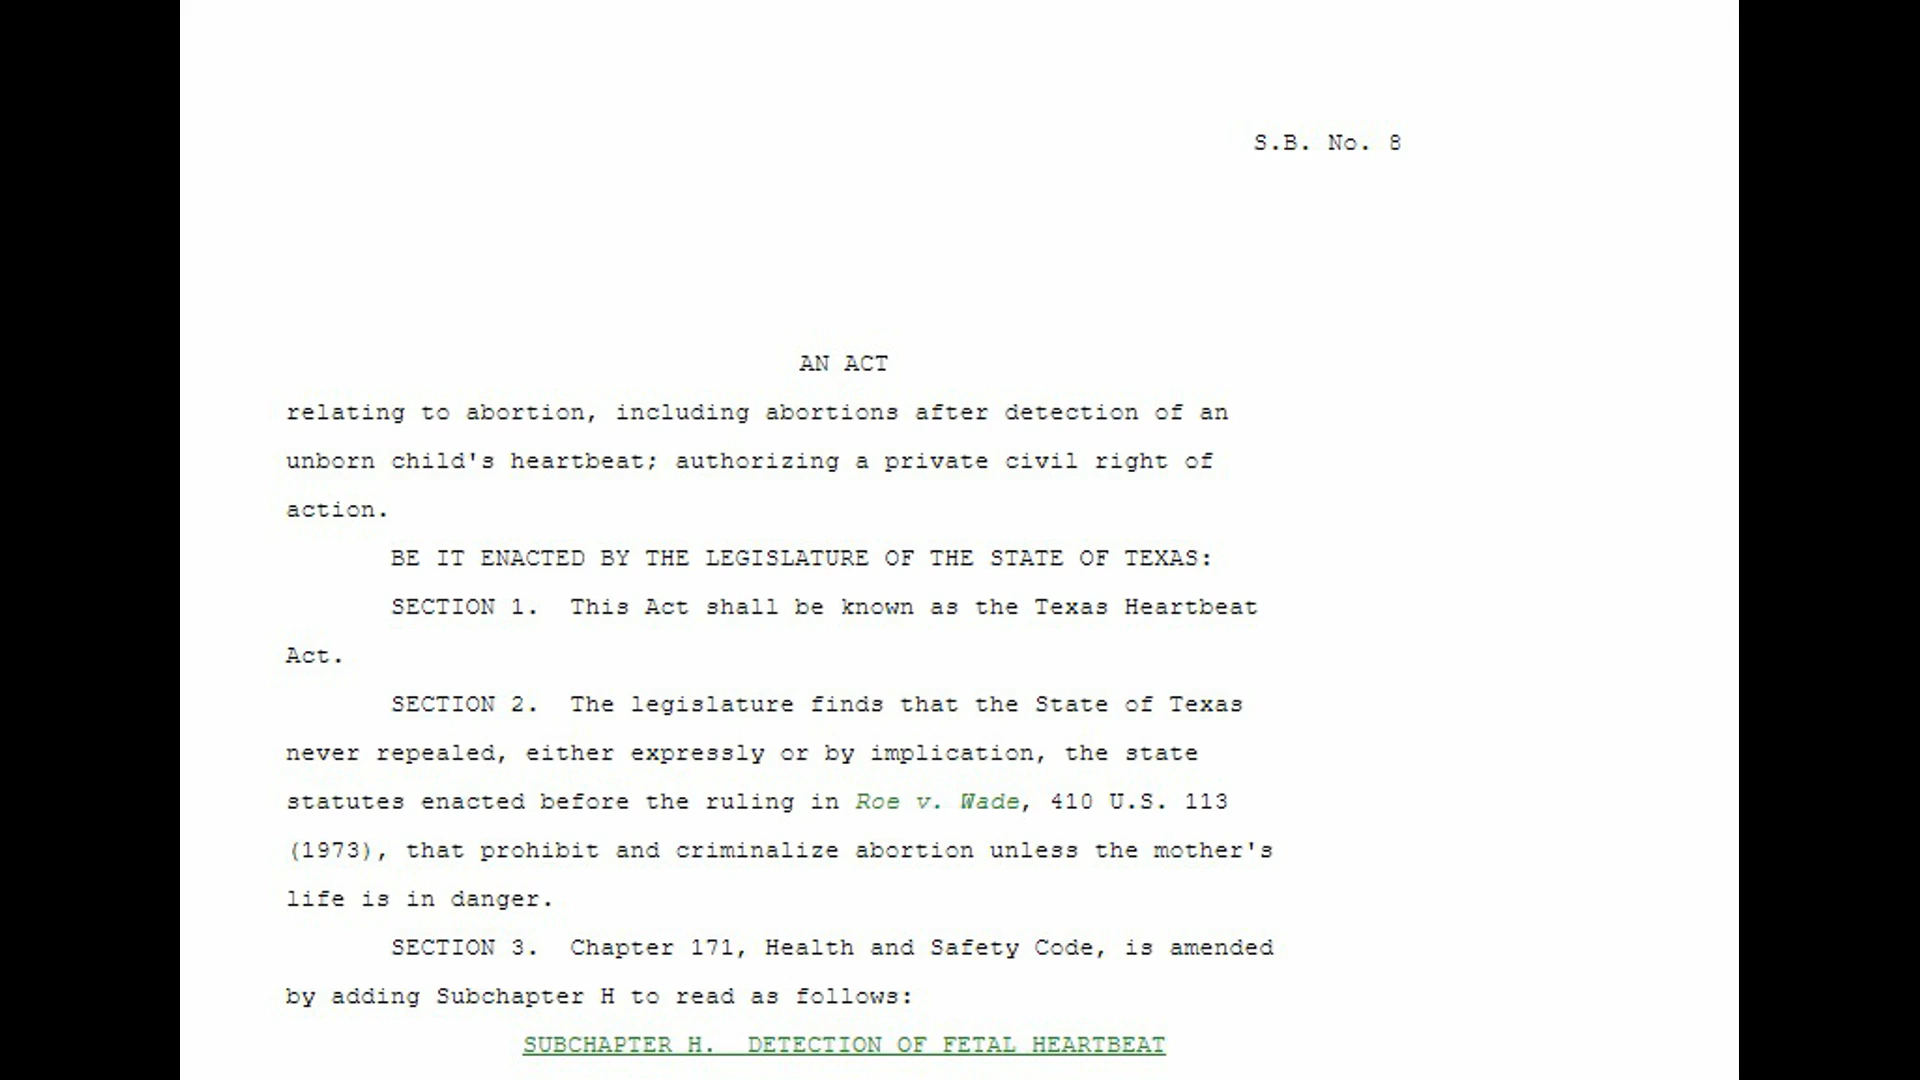 S.B. No. 8
AN ACT
relating to abortion, including abortions after detection of an
unborn child's heartbeat; authorizing a private civil right of
action.
BE IT ENACTED BY THE LEGISLATURE OF THE STATE OF TEXAS:
SECTION 1.  This Act shall be known as the Texas Heartbeat
Act.
SECTION 2.  The legislature finds that the State of Texas
never repealed, either expressly or by implication, the state
statutes enacted before the ruling in Roe v. Wade, 410 U.S. 113
(1973), that prohibit and criminalize abortion unless the mother's
life is in danger.
SECTION 3.  Chapter 171, Health and Safety Code, is amended
by adding Subchapter H to read as follows:
SUBCHAPTER H.  DETECTION OF FETAL HEARTBEAT